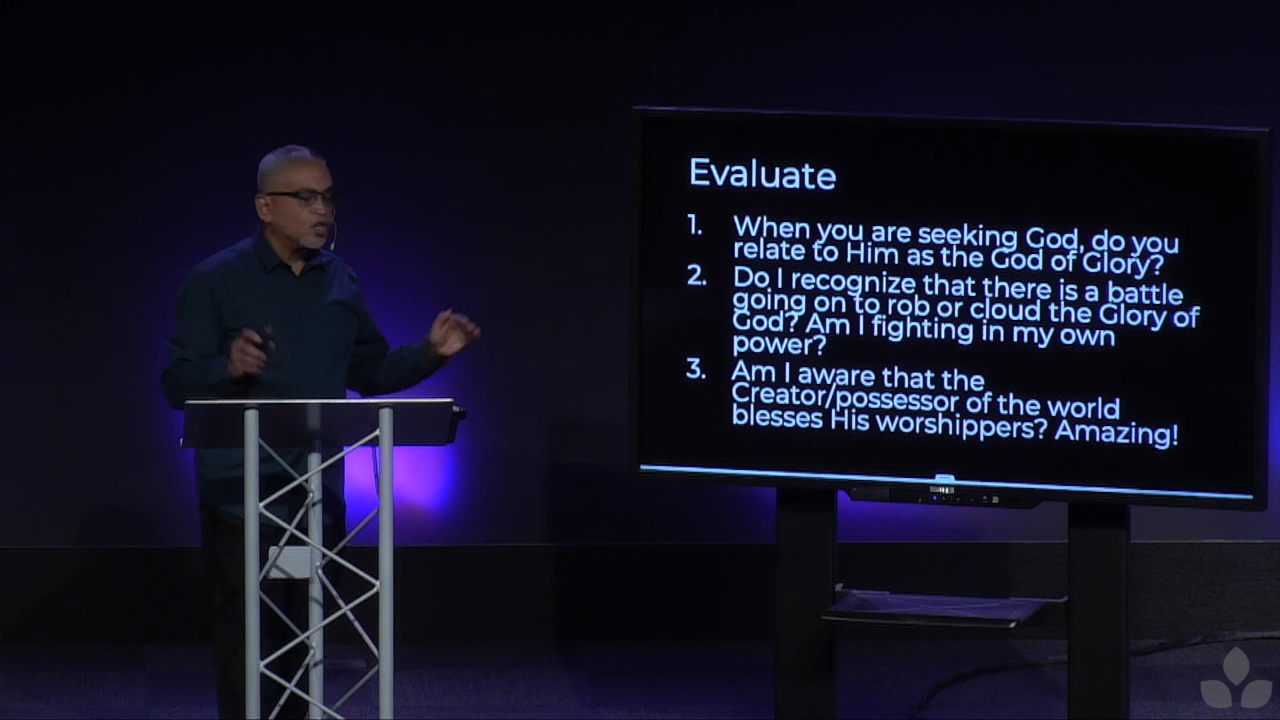 Evaluate
1. When you are seeking God, do you
relate to Him as the God of Glory?
2. Do I recognize that there is a battle
going on to rob or cloud the Glory of
God? Am I fighting in my own
power?
3. Am I aware that the
Creator/possessor of the world
blesses His worshippers? Amazing!